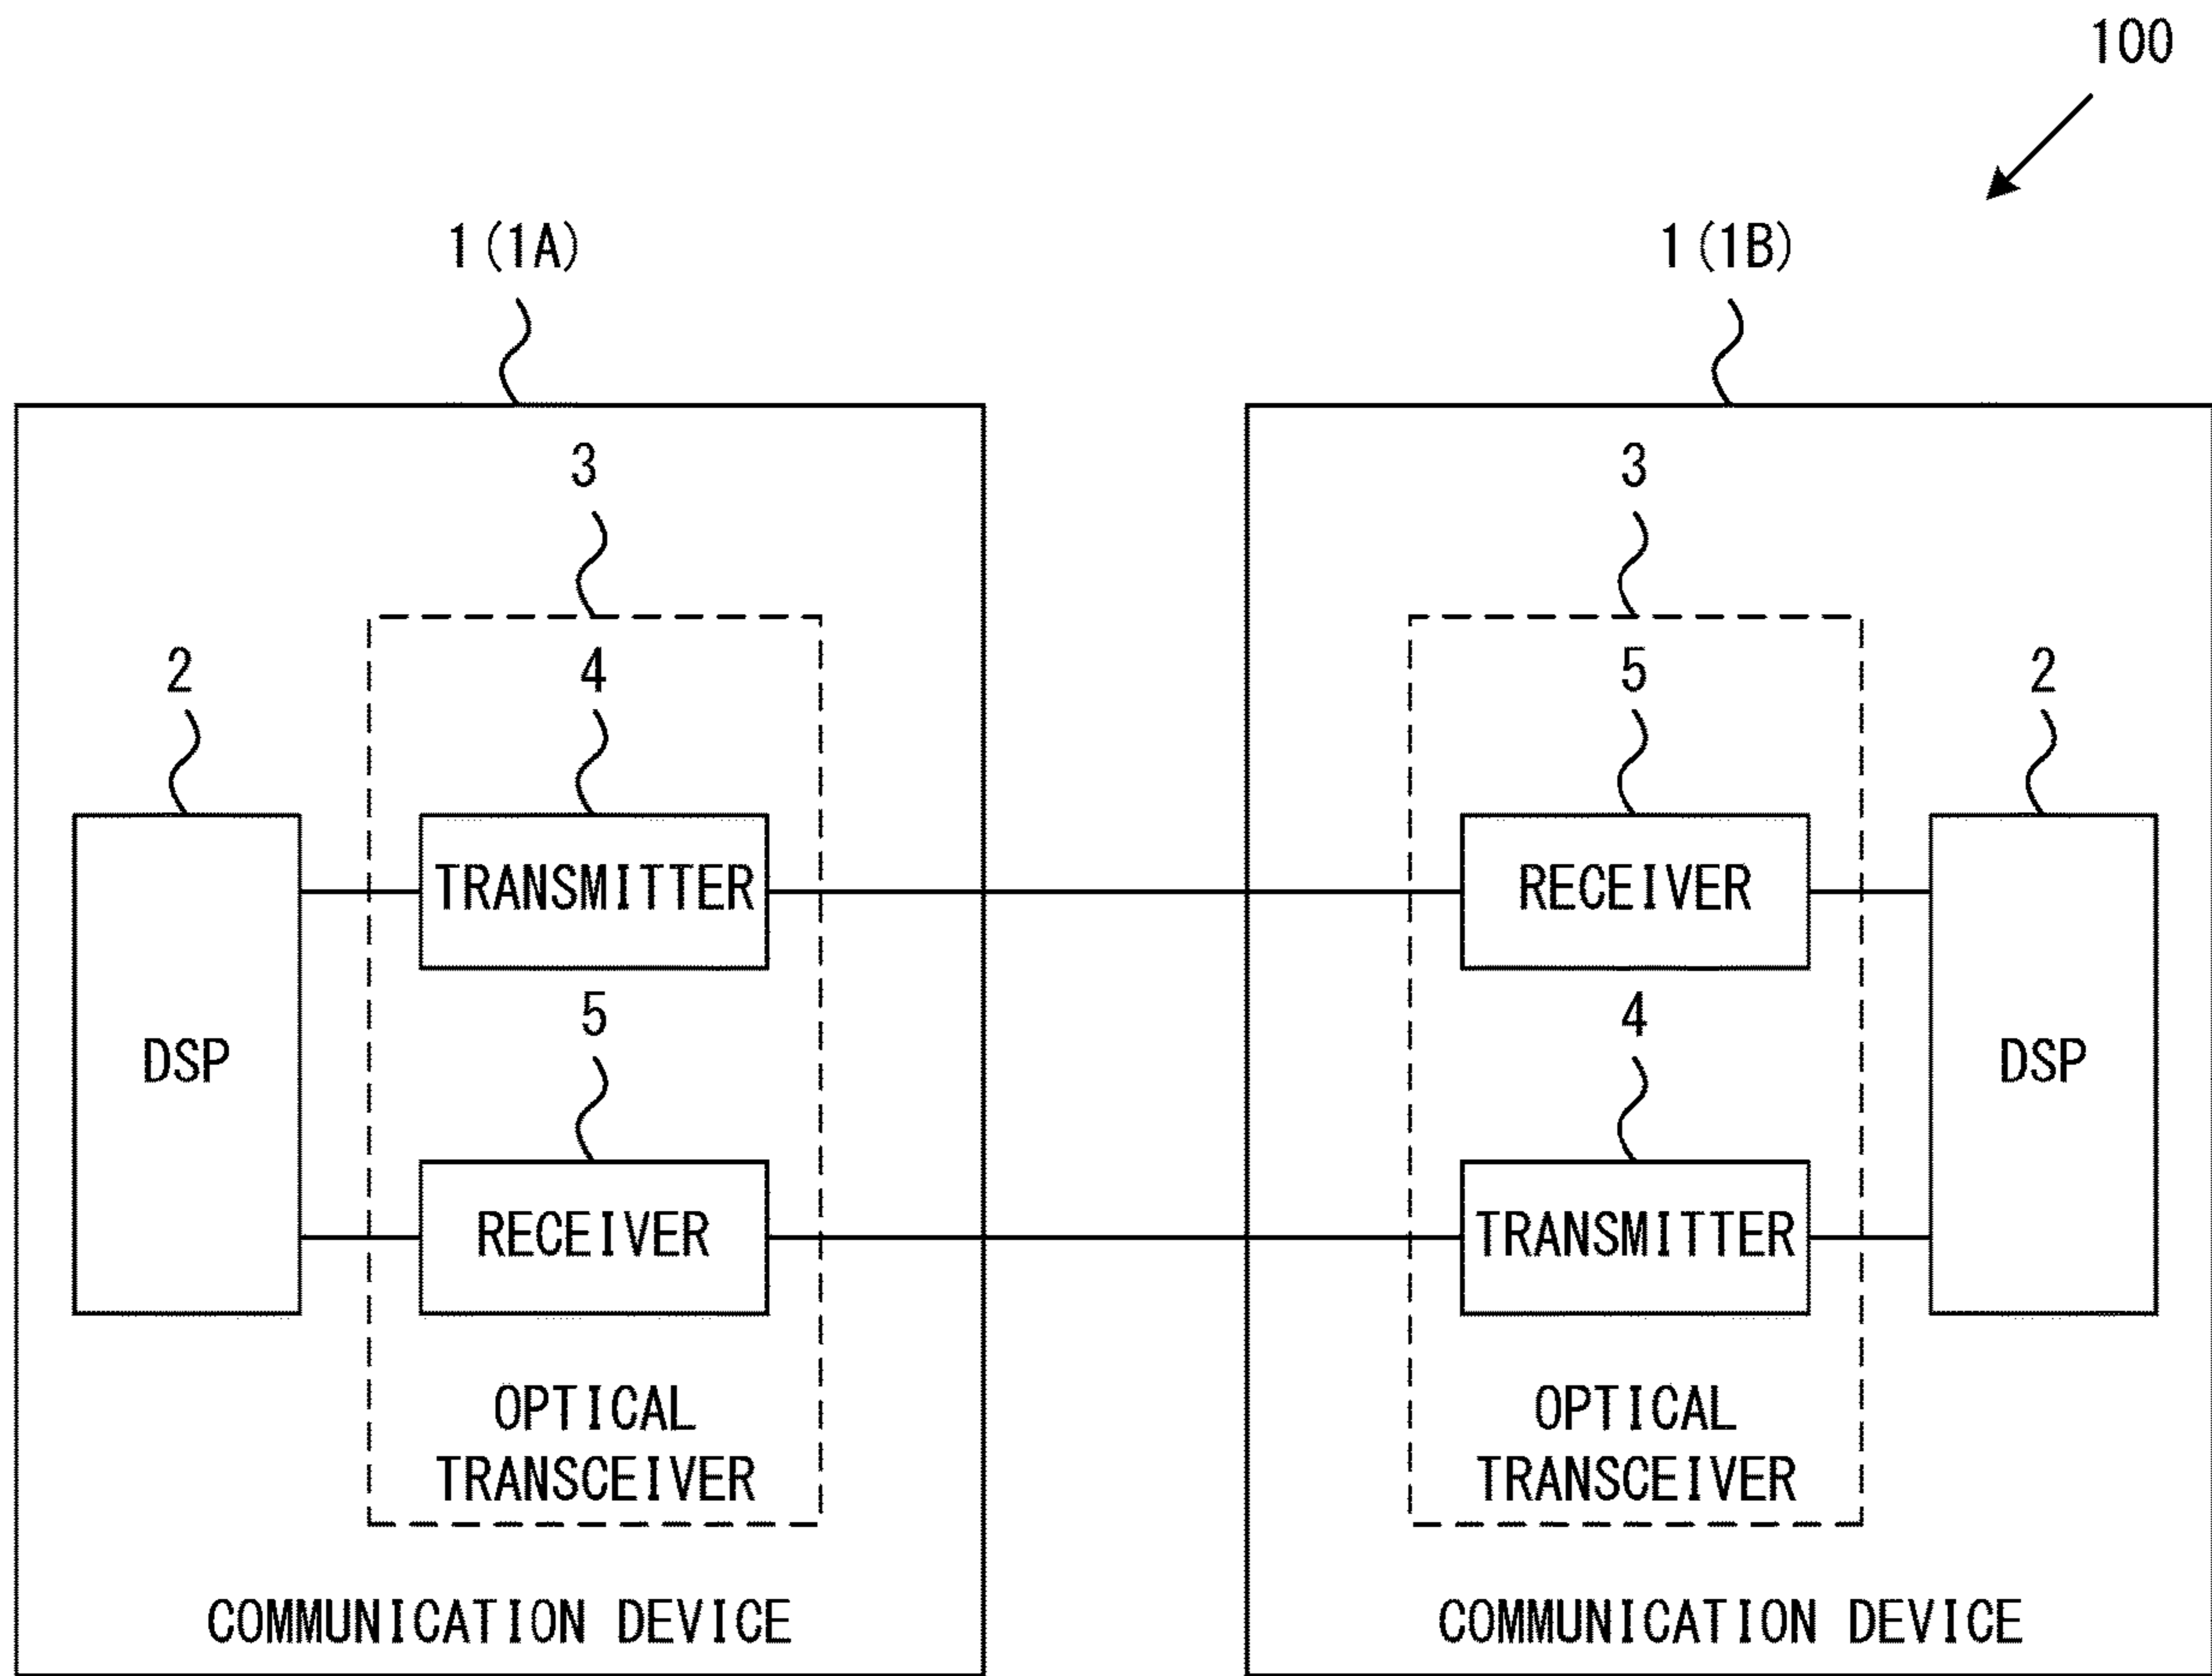 100
1(1A)
1(1B)
3
3
2
4
5
2
TRANSMITTER
RECEIVER
5
4
DSP
DSP
RECEIVER
TRANSMITTER
OPTICAL
TRANSCEIVER
OPTICAL
TRANSCEIVER
COMMUNICATION DEVICE
COMMUNICATION DEVICE